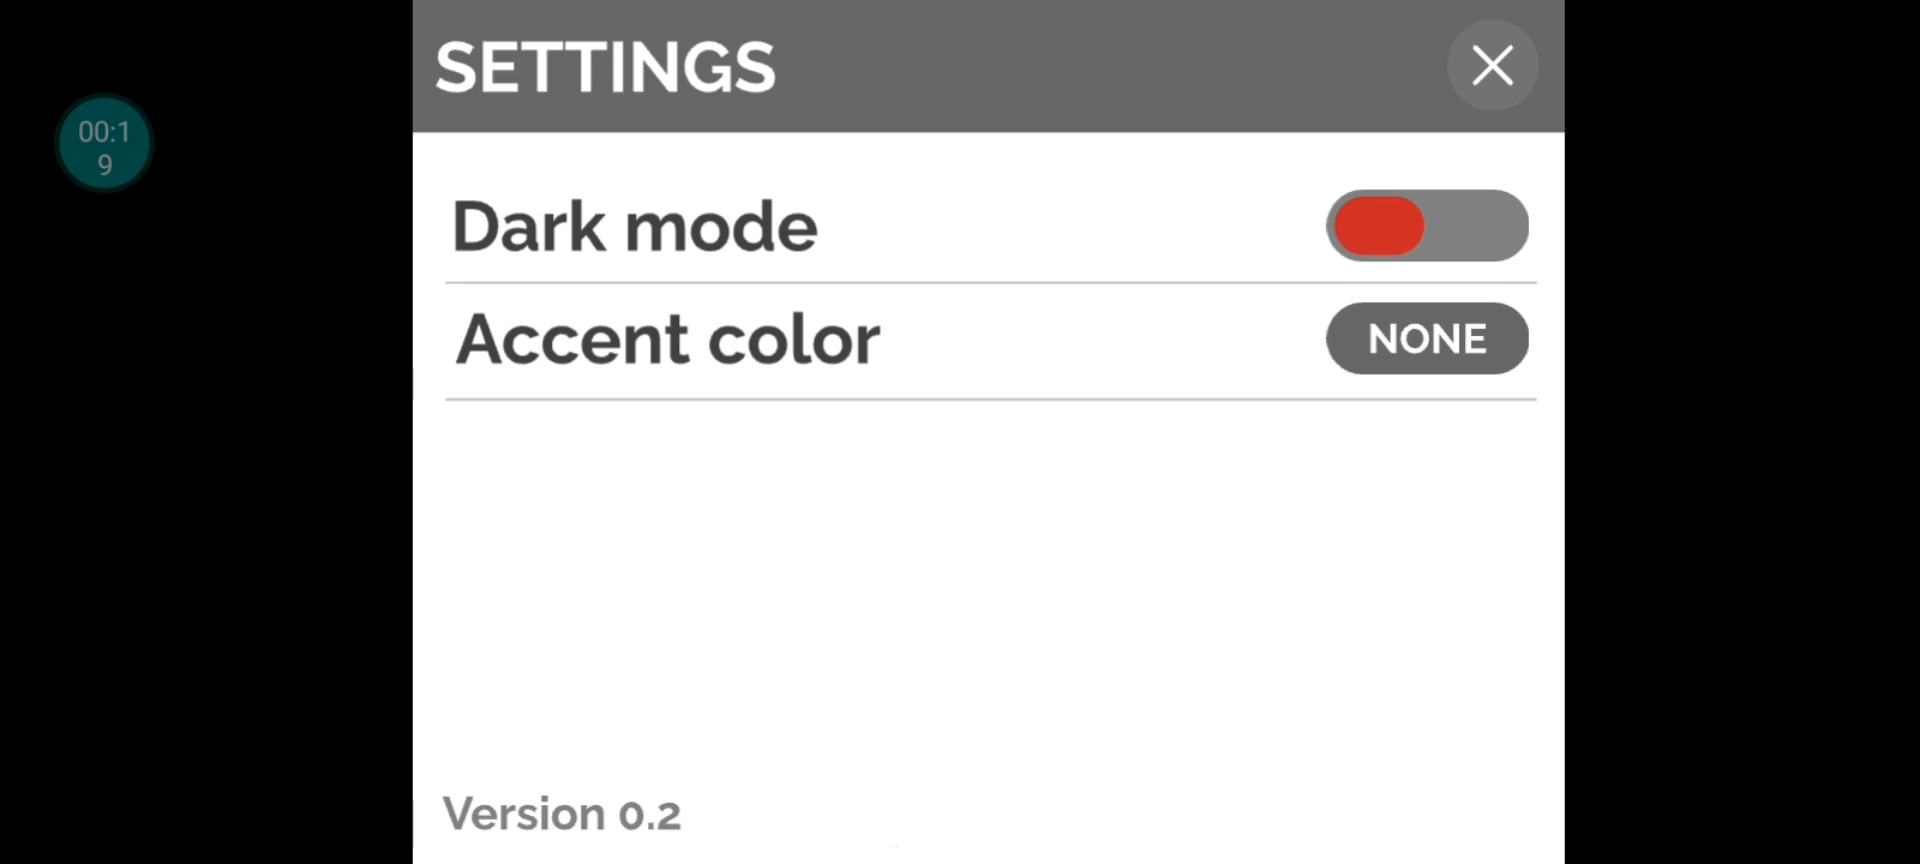 SETTINGS
00:1
9
Dark mode
Accent color
NONE
Version 0.2